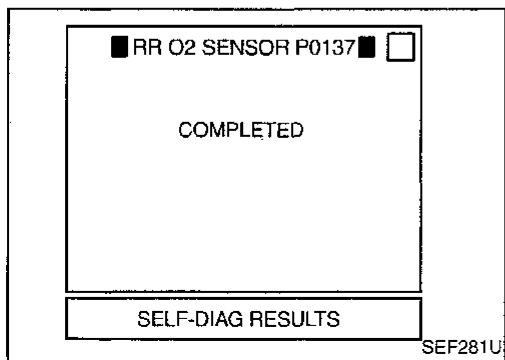 RR O2 SENSOR P0137
COMPLETED
SELF-DIAG RESULTS
SEF281U